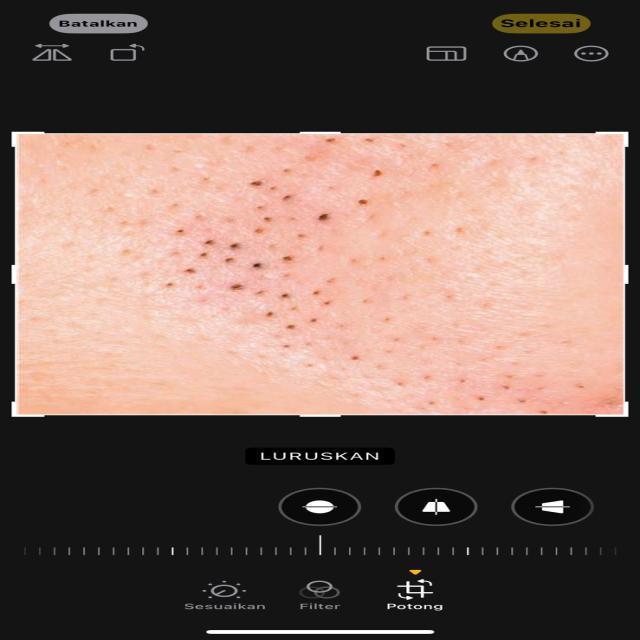 Batalkan
Selesai
LURUSKAN
Sesuaikan
Filter
Potong